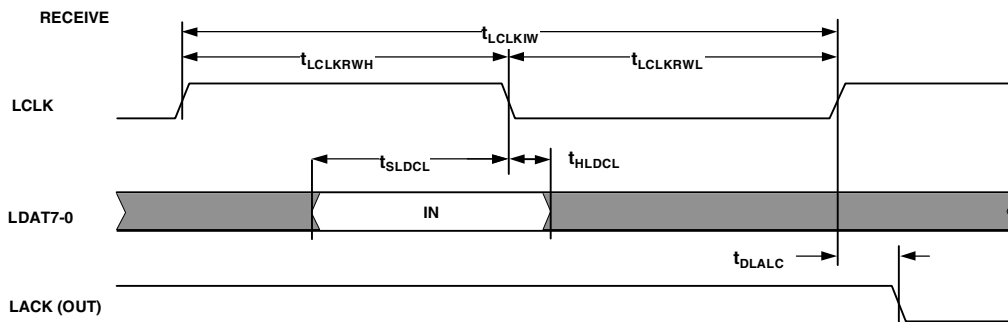 RECEIVE
tLCLKIW
tLCLKRWH
tLCLKRWL
LCLK
tSLDCL
tHLDCL
LDAT7-0
IN
tDLALC
LACK (OUT)